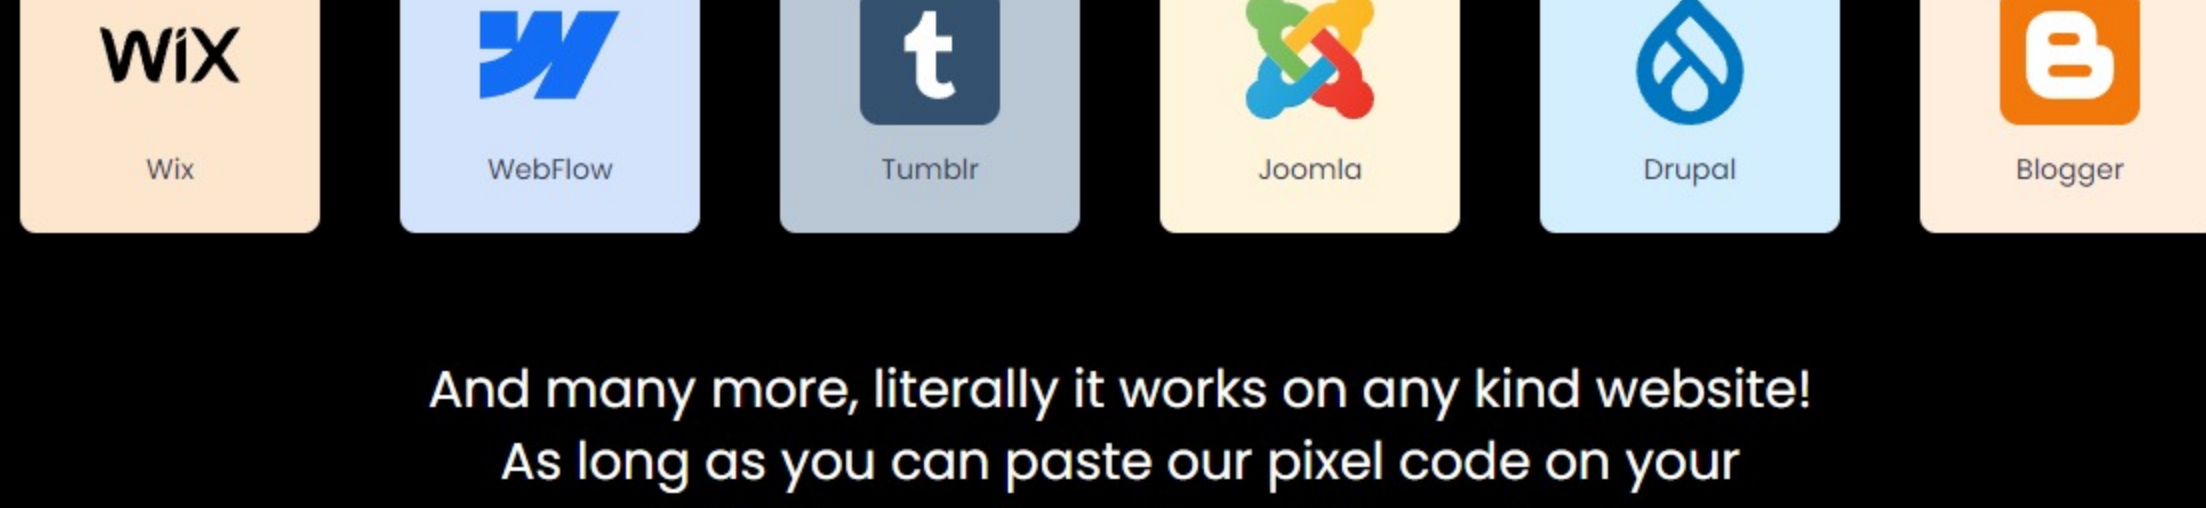 WiX
t
B
Wix
WebFlow
Tumblr
Joomla
Drupal
Blogger
And many more, literally it works on any kind website!
As long as you can paste our pixel code on your